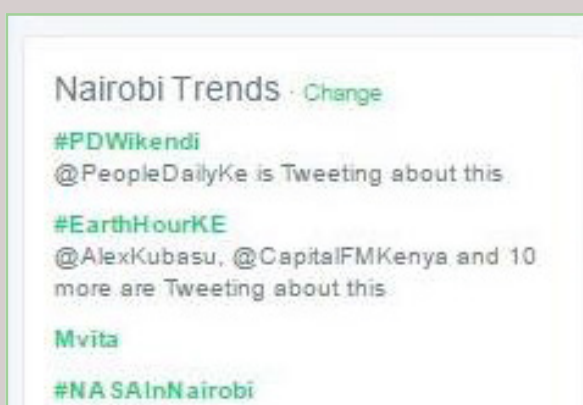 Nairobi Trends · Change
#PDWikendi
@PeopleDailyKe is Tweeting about this
#EarthHourKE
@AlexKubasu, @CapitalFMKenya and 10
more are Tweeting about this
Mvita
#NASAInNairobi